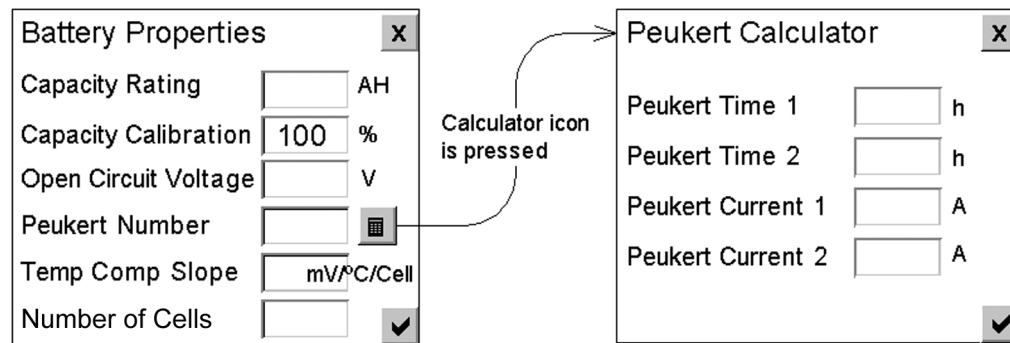 Battery Properties X
Capacity Rating AH
Capacity Calibration 100 %
Open Circuit Voltage V
Peukert Number
Temp Comp Slope mV/°C/Cell
Number of Cells
Calculator icon
is pressed
Peukert Calculator X
Peukert Time 1 h
Peukert Time 2 h
Peukert Current 1 A
Peukert Current 2 A